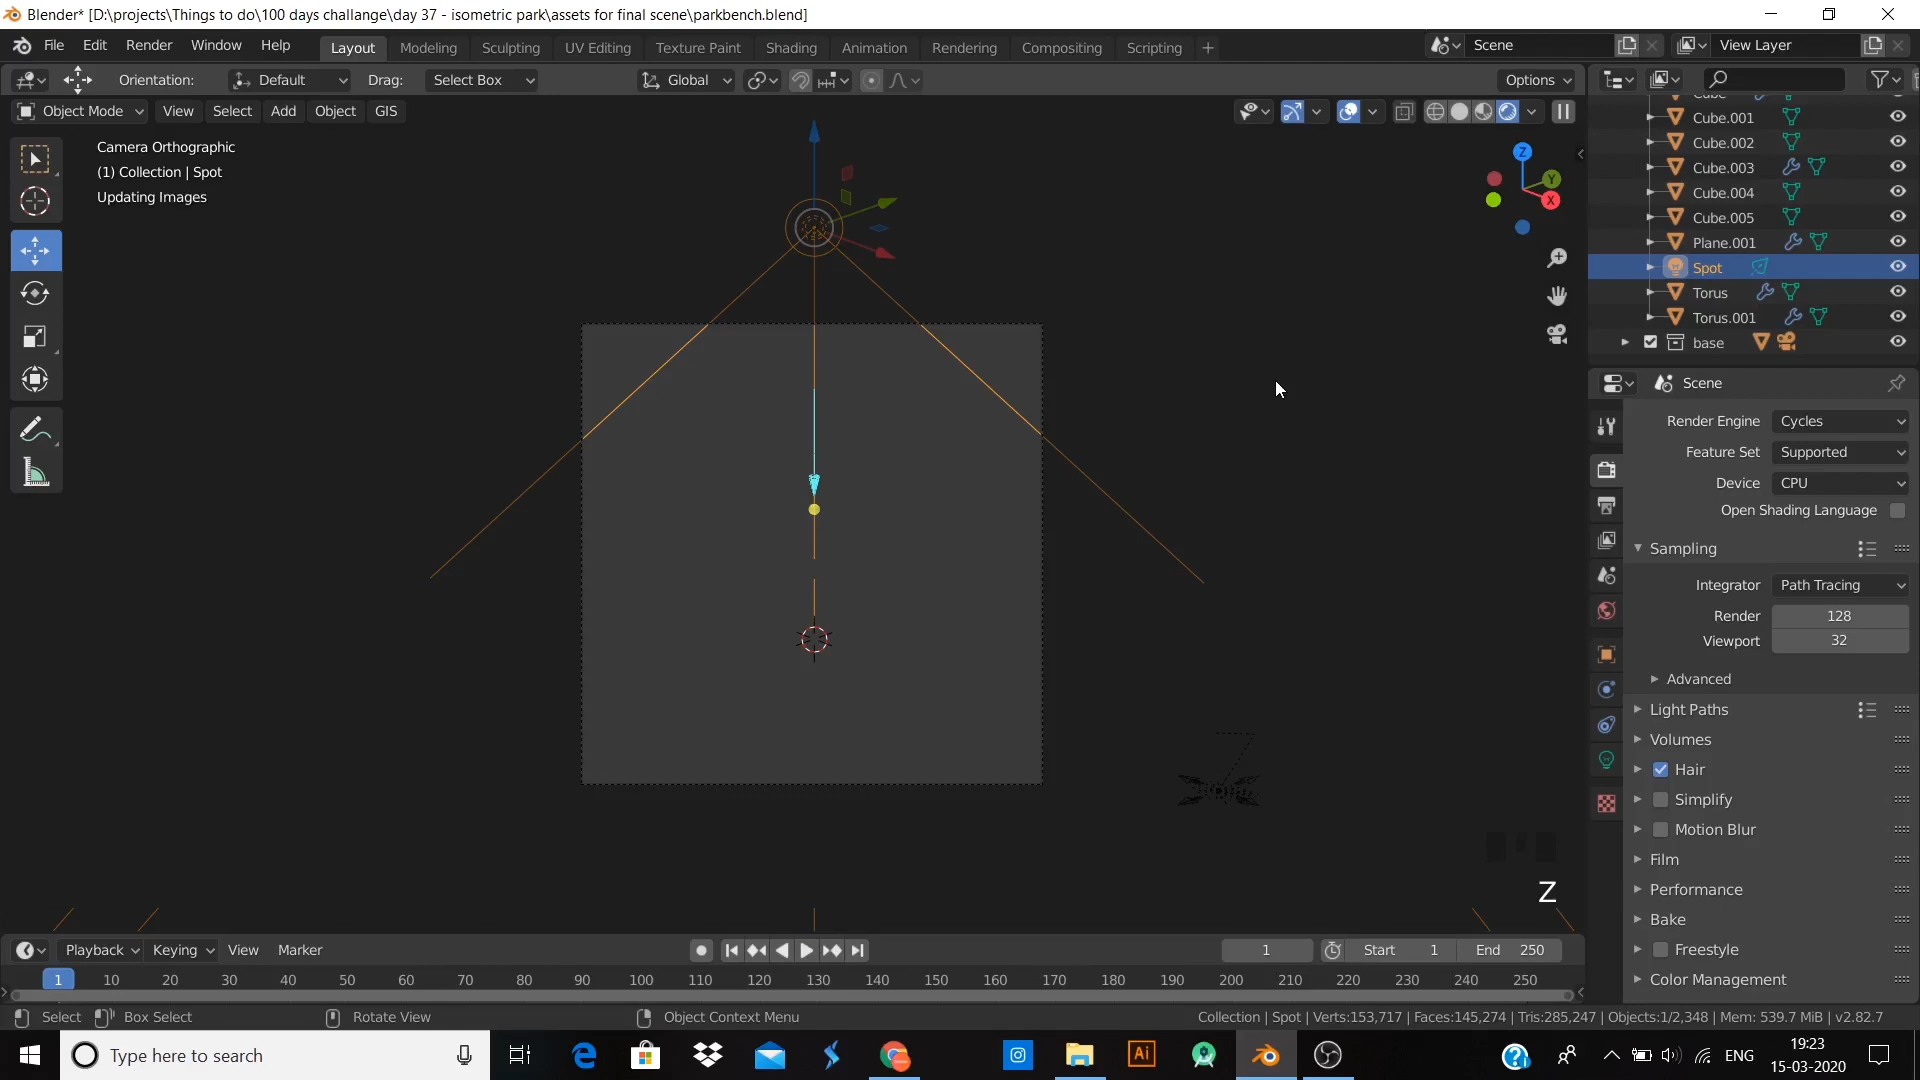 Blender* [D:\projects\Things to do\100 days challange\day 37 - isometric park\assets for final scene\parkbench.blend]
File Edit Render Window Help Layout Modeling Sculpting UV Editing Texture Paint Shading Animation Rendering Compositing Scripting + Scene View Layer
Orientation: Default Drag: Select Box Global Options
Object Mode View Select Add Object GIS
Camera Orthographic
(1) Collection | Spot
Updating Images
Z
Y
X
Cube
Cube.001
Cube.002
Cube.003
Cube.004
Cube.005
Plane.001
Spot
Torus
Torus.001
base
Scene
Render Engine Cycles
Feature Set Supported
Device CPU
Open Shading Language
Sampling
Integrator Path Tracing
Render 128
Viewport 32
Advanced
Light Paths
Volumes
Hair
Simplify
Motion Blur
Film
Performance
Bake
Freestyle
Color Management
Z
Playback Keying View Marker 1 Start 1 End 250
1 10 20 30 40 50 60 70 80 90 100 110 120 130 140 150 160 170 180 190 200 210 220 230 240 250
Select Box Select Rotate View Object Context Menu Collection | Spot | Verts:153,717 | Faces:145,274 | Tris:285,247 | Objects:1/2,348 | Mem: 539.7 MiB | v2.82.7
Type here to search Ai ENG 19:23
15-03-2020